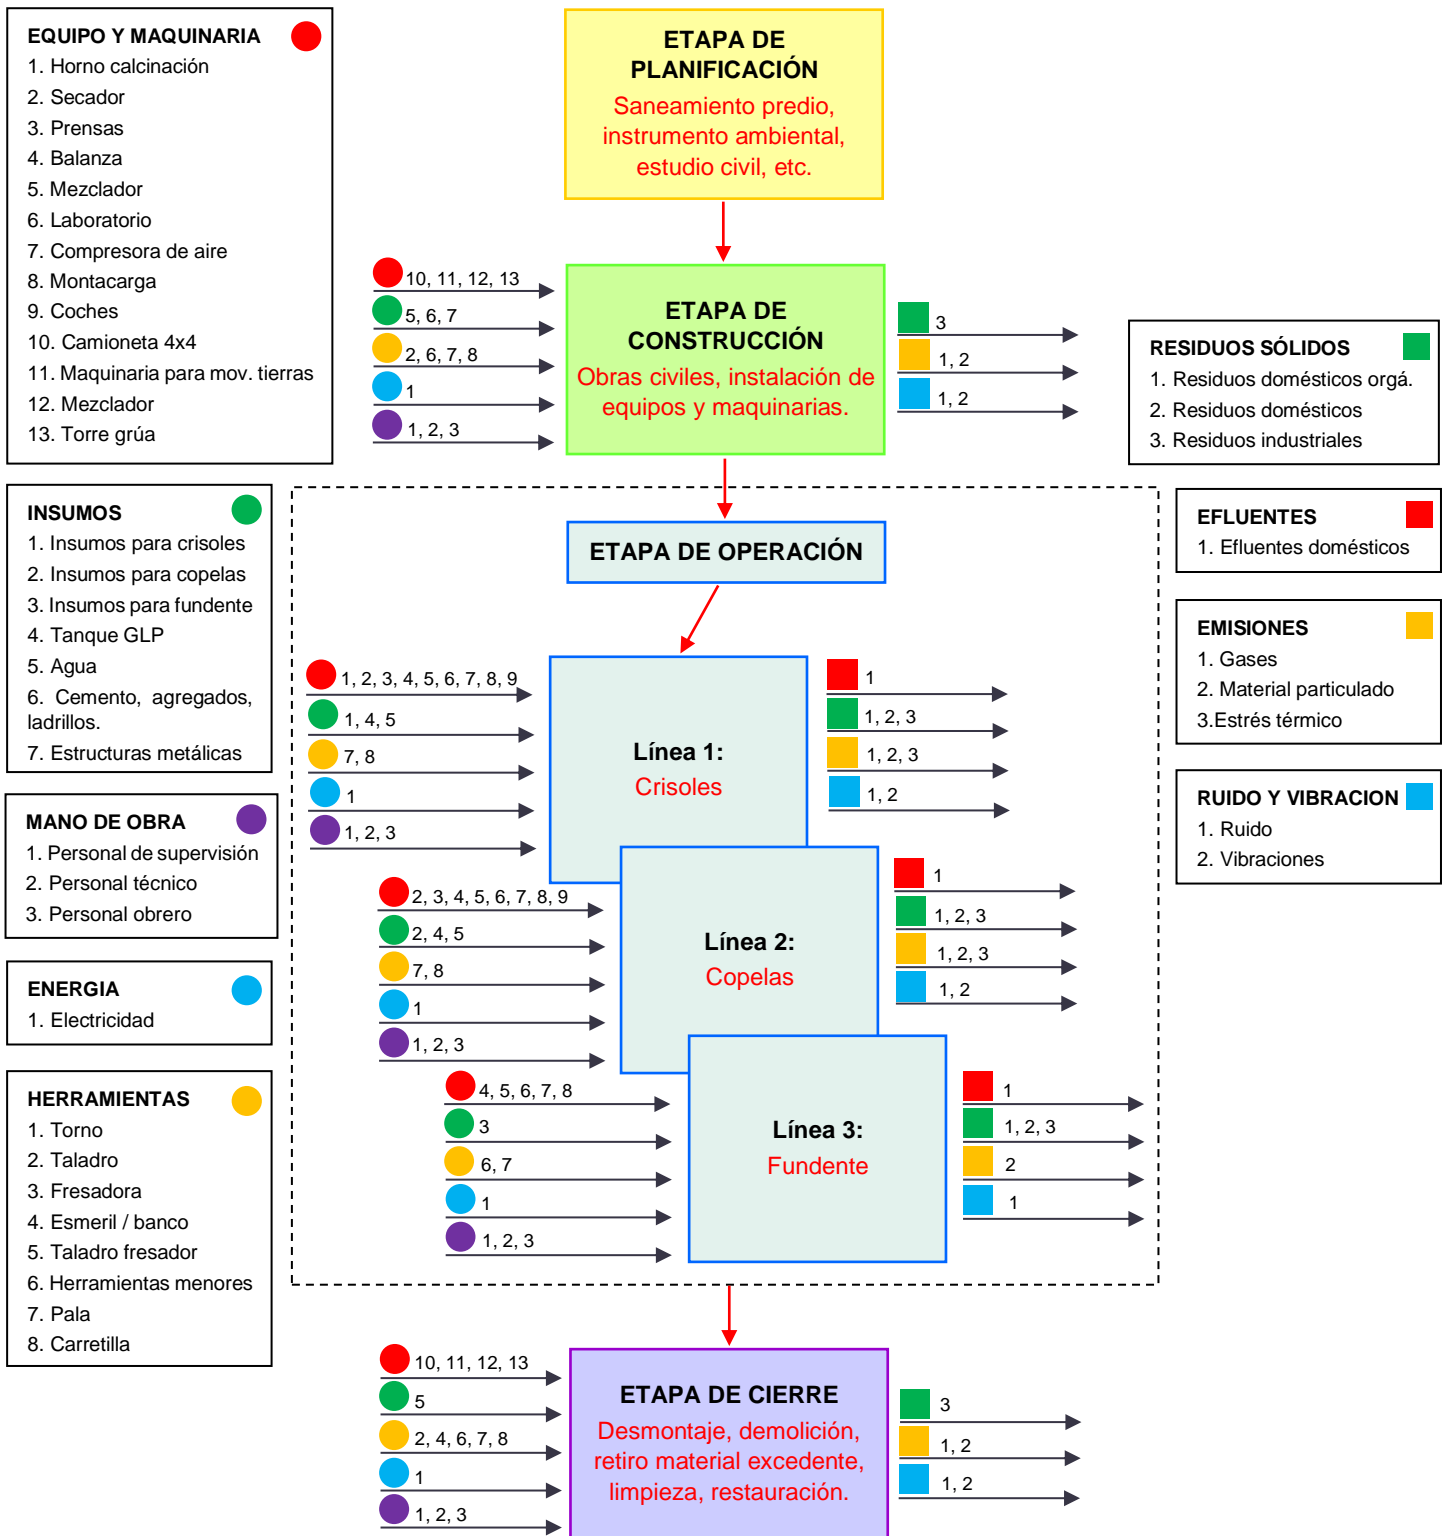 EQUIPO Y MAQUINARIA
1. Horno calcinación
2. Secador
3. Prensas
4. Balanza
5. Mezclador
6. Laboratorio
7. Compresora de aire
8. Montacarga
9. Coches
10. Camioneta 4x4
11. Maquinaria para mov. tierras
12. Mezclador
13. Torre grúa
ETAPA DE
PLANIFICACIÓN
Saneamiento predio,
instrumento ambiental,
estudio civil, etc.
10, 11, 12, 13
5, 6, 7
2, 6, 7, 8
1
1, 2, 3
ETAPA DE
CONSTRUCCIÓN
Obras civiles, instalación de
equipos y maquinarias.
3
1, 2
1, 2
RESIDUOS SÓLIDOS
1. Residuos domésticos orgá.
2. Residuos domésticos
3. Residuos industriales
INSUMOS
1. Insumos para crisoles
2. Insumos para copelas
3. Insumos para fundente
4. Tanque GLP
5. Agua
6. Cemento, agregados,
ladrillos.
7. Estructuras metálicas
MANO DE OBRA
1. Personal de supervisión
2. Personal técnico
3. Personal obrero
ENERGIA
1. Electricidad
HERRAMIENTAS
1. Torno
2. Taladro
3. Fresadora
4. Esmeril / banco
5. Taladro fresador
6. Herramientas menores
7. Pala
8. Carretilla
ETAPA DE OPERACIÓN
1, 2, 3, 4, 5, 6, 7, 8, 9
1, 4, 5
7, 8
1
1, 2, 3
Línea 1:
Crisoles
1
1, 2, 3
1, 2, 3
1, 2
2, 3, 4, 5, 6, 7, 8, 9
2, 4, 5
7, 8
1
1, 2, 3
Línea 2:
Copelas
1
1, 2, 3
1, 2, 3
1, 2
4, 5, 6, 7, 8
3
6, 7
1
1, 2, 3
Línea 3:
Fundente
1
1, 2, 3
2
1
EFLUENTES
1. Efluentes domésticos
EMISIONES
1. Gases
2. Material particulado
3.Estrés térmico
RUIDO Y VIBRACION
1. Ruido
2. Vibraciones
10, 11, 12, 13
5
2, 4, 6, 7, 8
1
1, 2, 3
ETAPA DE CIERRE
Desmontaje, demolición,
retiro material excedente,
limpieza, restauración.
3
1, 2
1, 2